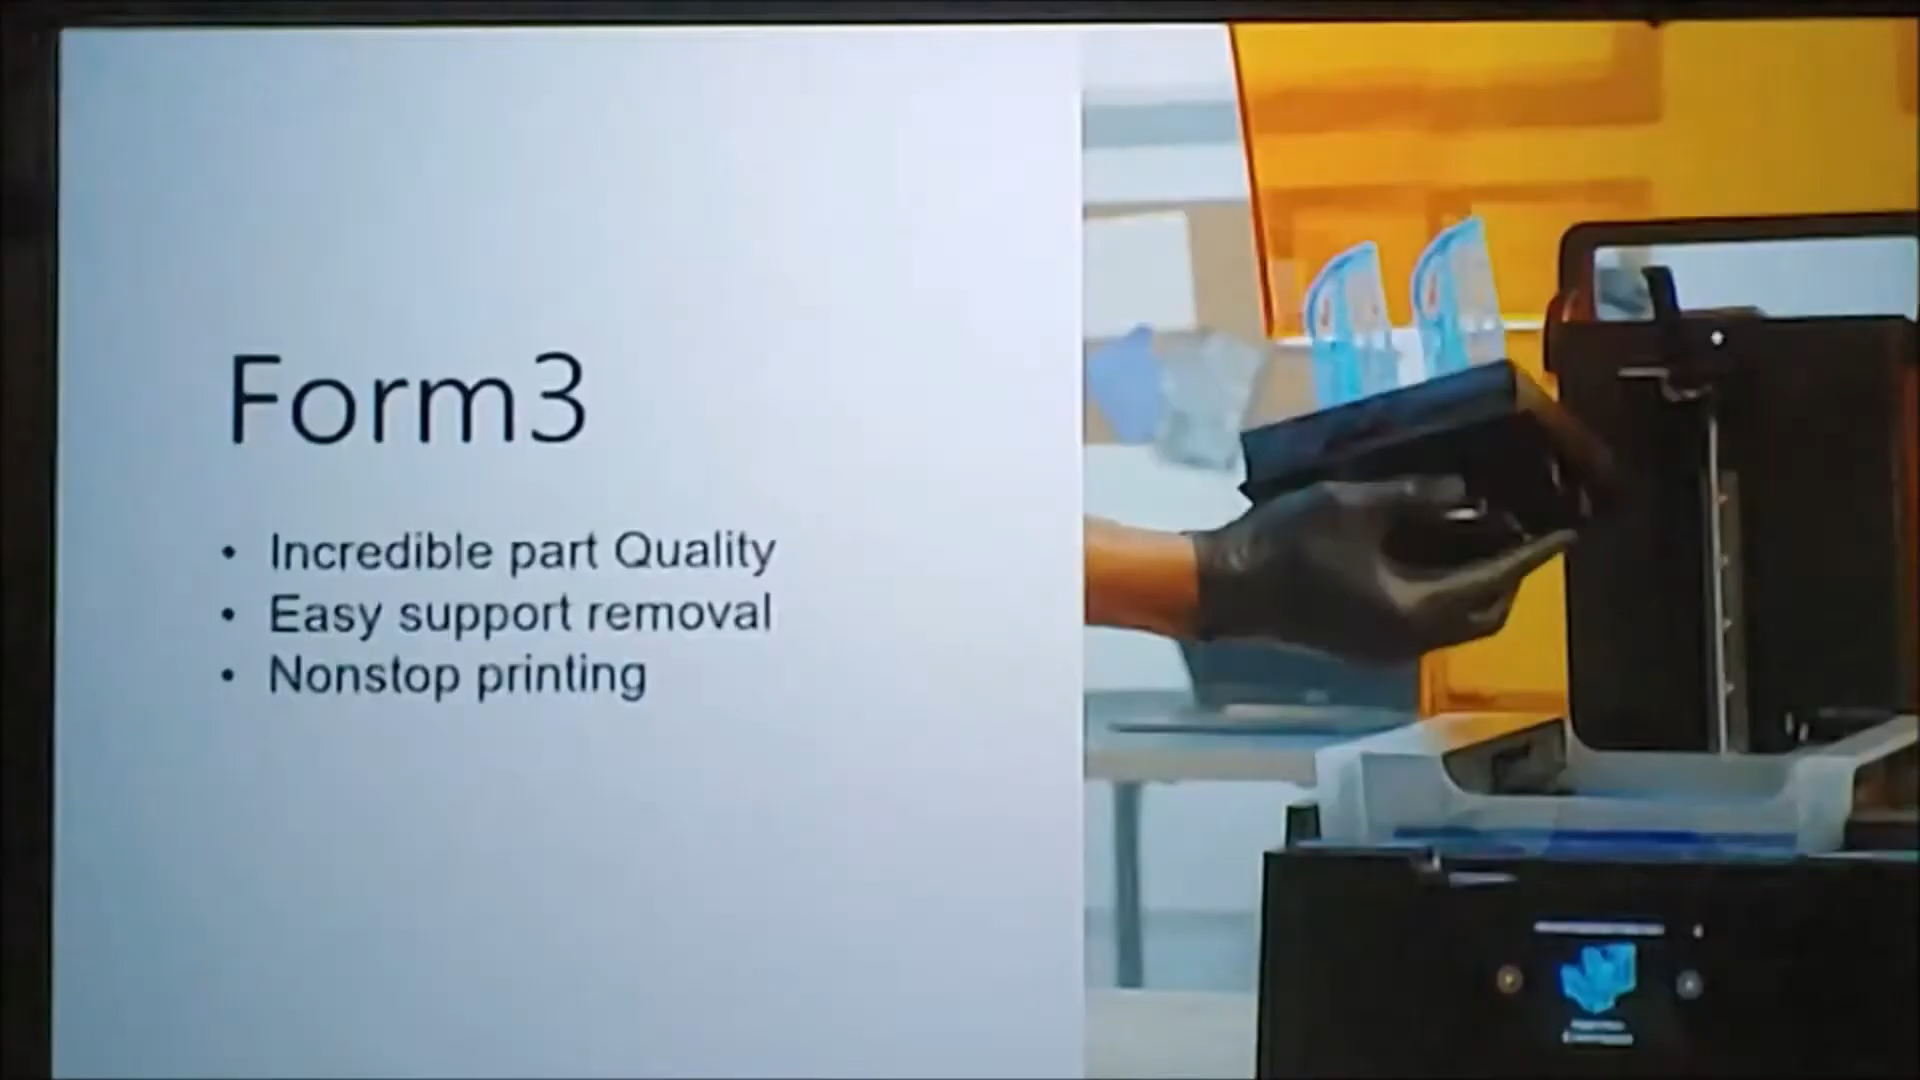 Form3
• Incredible part Quality
• Easy support removal
• Nonstop printing